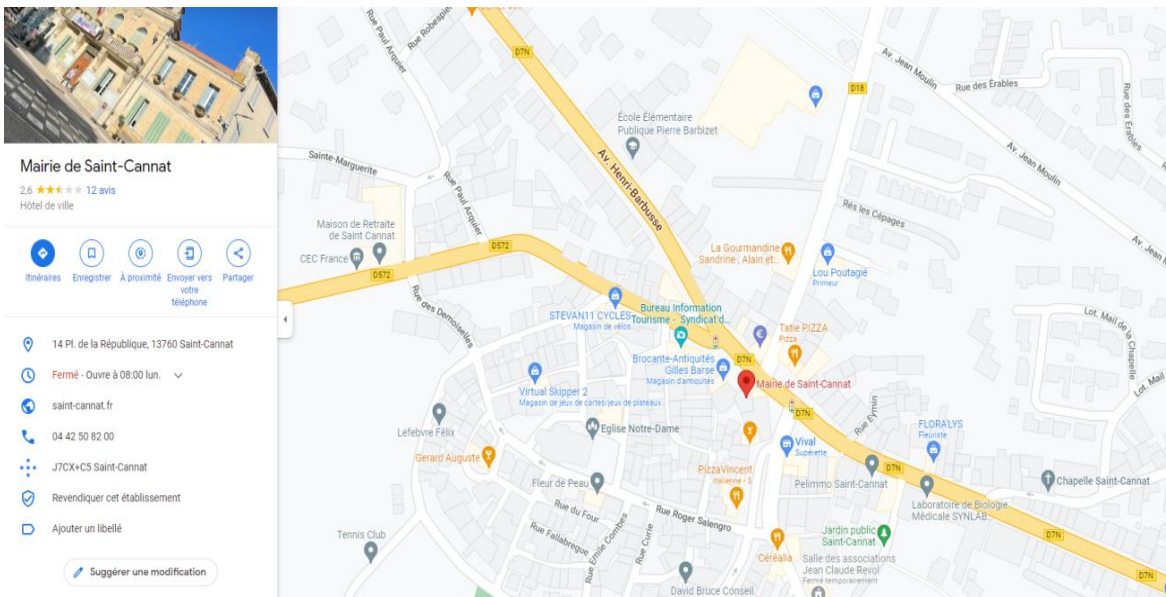 Mairie de Saint-Cannat
2,6
12 avis
Hôtel de ville
Itinéraires
Enregistrer
À proximité
Envoyer vers
votre
téléphone
Partager
14 Pl. de la République, 13760 Saint-Cannat
Fermé · Ouvre à 08:00 lun.
saint-cannat.fr
04 42 50 82 00
J7CX+C5 Saint-Cannat
Revendiquer cet établissement
Ajouter un libellé
Suggérer une modification
Rue Paul Arquier
D7N
D18
Av. Jean Moulin
Rue des Érables
Rue des Érables
École Élémentaire
Publique Pierre Barbizet
Av. Henri-Barbusse
Av. Jean Moulin
Av. Jean
Sainte-Marguerite
Rue Paul Arquier
Rés les Cépages
Maison de Retraite
de Saint Cannat
CEC France
D572
D572
La Gourmandine
Sandrine , Alain et...
Lou Poutagié
Primeur
Rue des Demoiselles
STEVAN11 CYCLES
Magasin de vélos
Bureau Information
Tourisme - Syndicat d...
Tatie PIZZA
Pizza
Lot. Mail de
la Chapelle
Lot. Mail
Brocante-Antiquités
Gilles Barse
Magasin d'antiquités
D7N
Mairie de Saint-Cannat
D7N
Virtual Skipper 2
Magasin de jeux de cartes/jeux de plateaux
Rue Eymin
FLORA'LYS
Fleuriste
Lefebvre Félix
Eglise Notre-Dame
Vival
Supérette
Gerard Auguste
PizzaVincent
Italienne · $
D7N
Pelimmo Saint-Cannat
Chapelle Saint-Cannat
Fleur de Peau
Laboratoire de Biologie
Médicale SYNLAB
Rue du Four
Rue Roger Salengro
Rue Fallabregue
Rue Emile Combes
Rue Curie
Tennis Club
Jardin public
Saint-Cannat
D7N
Céréalia
Salle des associations
Jean Claude Revol
Fermé temporairement
David Bruce Conseil